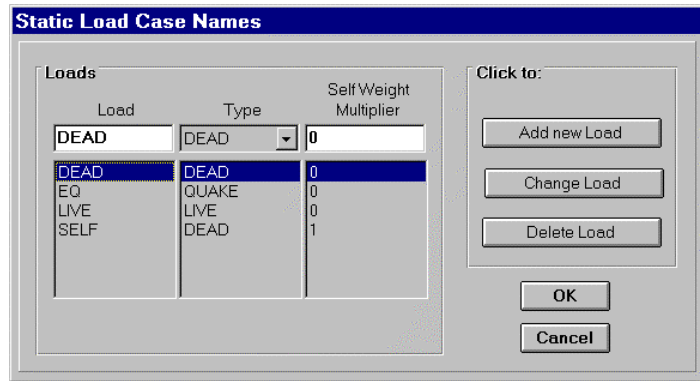 Static Load Case Names
Loads
Click to:
Load Type Self Weight Multiplier
DEAD DEAD 0
DEAD DEAD 0
EQ QUAKE 0
LIVE LIVE 0
SELF DEAD 1
Add new Load
Change Load
Delete Load
OK
Cancel